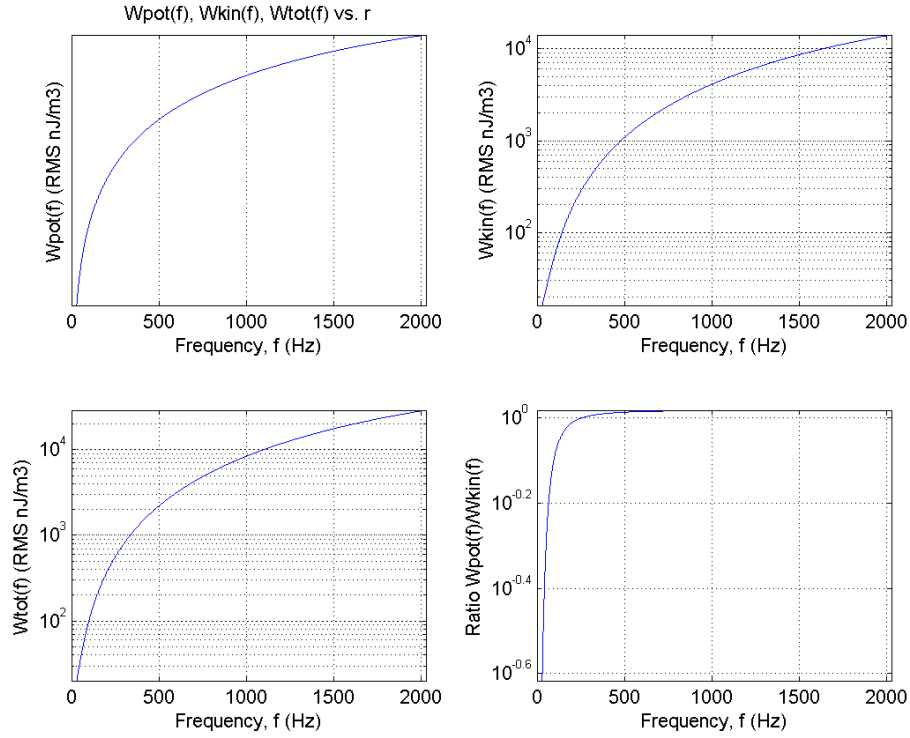 Wpot(f), Wkin(f), Wtot(f) vs. r
Wpot(f) (RMS nJ/m3)
0 500 1000 1500 2000
Frequency, f (Hz)
Wkin(f) (RMS nJ/m3)
10^4
10^3
10^2
0 500 1000 1500 2000
Frequency, f (Hz)
Wtot(f) (RMS nJ/m3)
10^4
10^3
10^2
0 500 1000 1500 2000
Frequency, f (Hz)
Ratio Wpot(f)/Wkin(f)
10^0
10^-0.2
10^-0.4
10^-0.6
0 500 1000 1500 2000
Frequency, f (Hz)